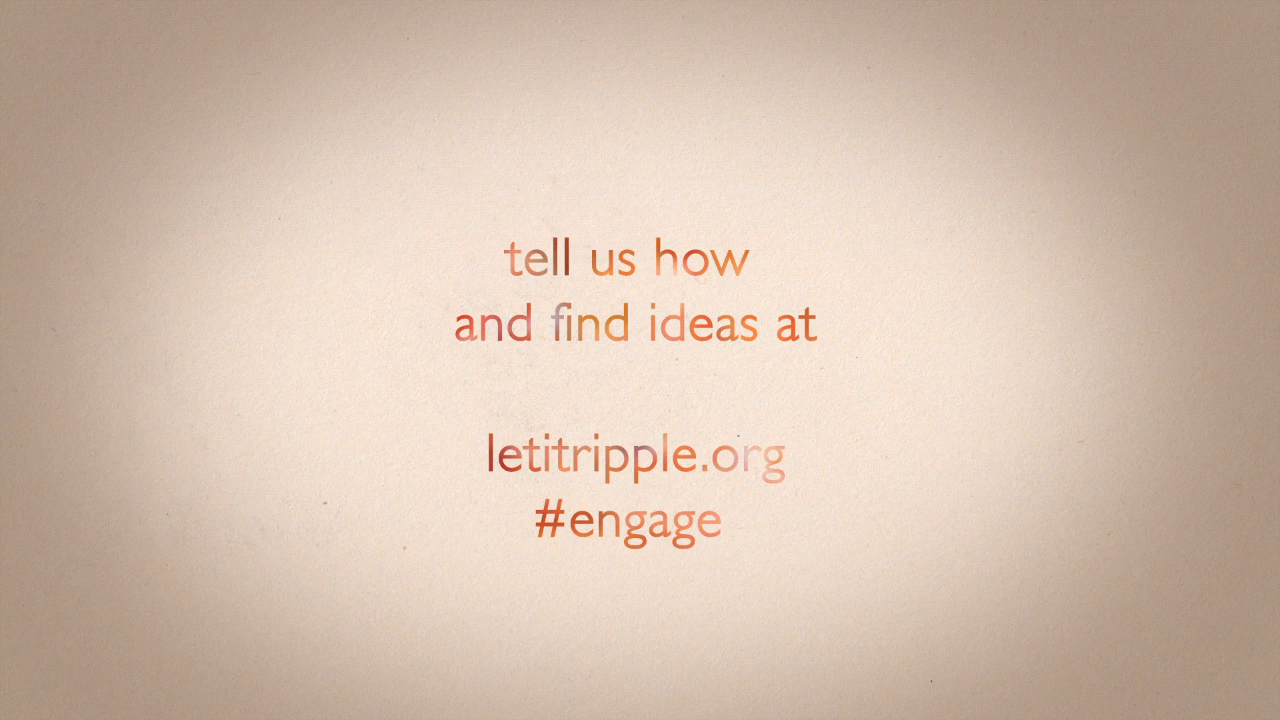 tell us how
and find ideas at
letitripple.org
#engage